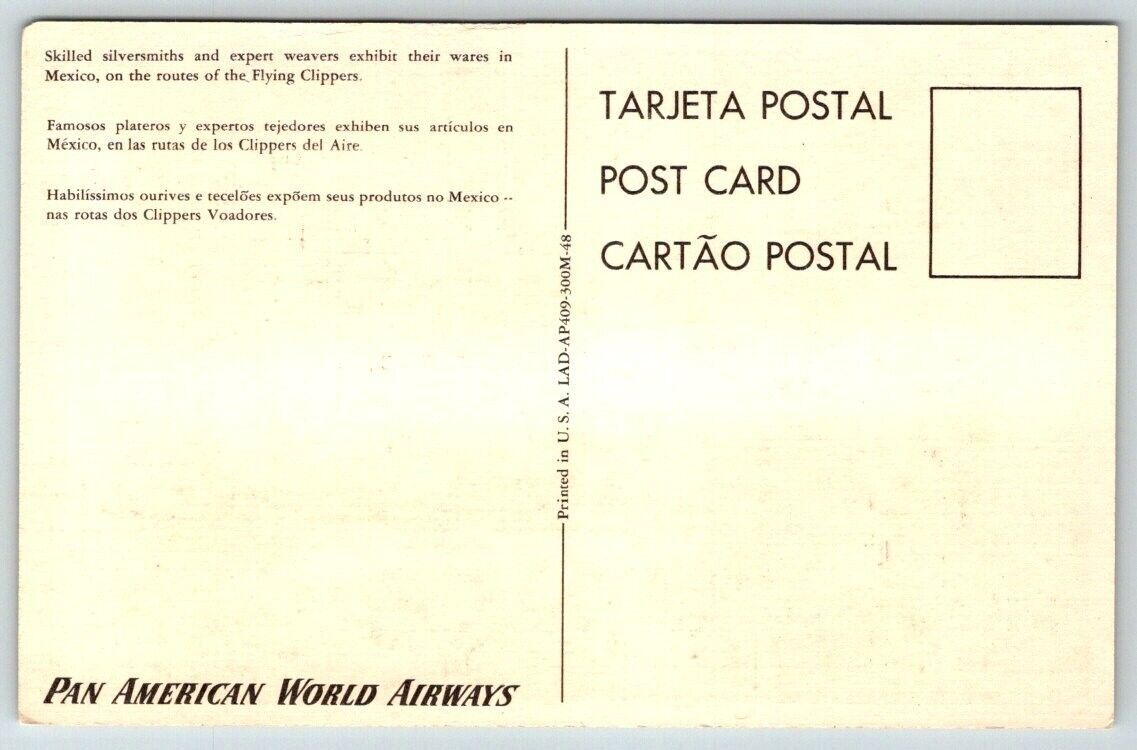 Skilled silversmiths and expert weavers exhibit their wares in
Mexico, on the routes of the Flying Clippers.
Famosos plateros y expertos tejedores exhiben sus artículos en
México, en las rutas de los Clippers del Aire.
Habilíssimos ourives e tecelões expõem seus produtos no Mexico --
nas rotas dos Clippers Voadores.
PAN AMERICAN WORLD AIRWAYS
Printed in U. S. A. LAD-AP409-300M-48
TARJETA POSTAL
POST CARD
CARTÃO POSTAL